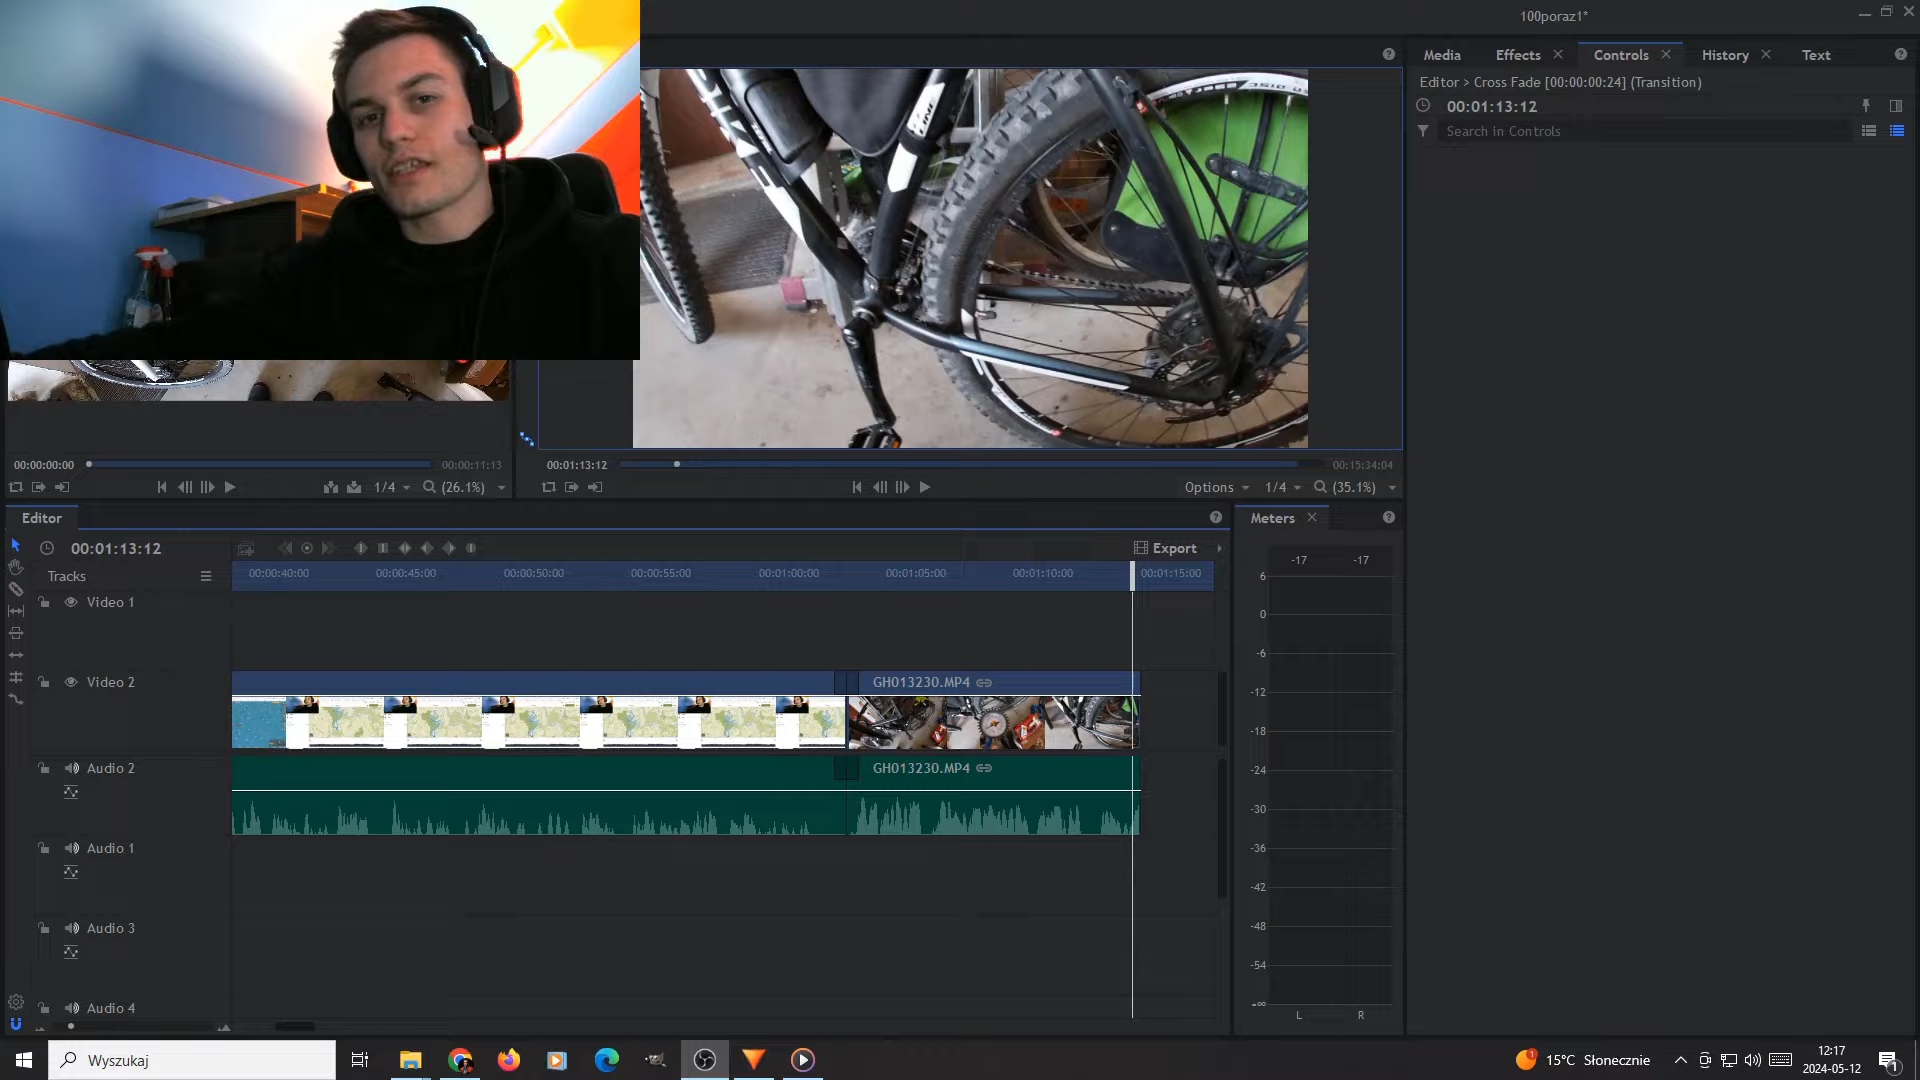 100poraz1*
Media
Effects
Controls
History
Text
Editor > Cross Fade [00:00:00:24] (Transition)
00:01:13:12
Search in Controls
LINE
00:00:00:00
00:00:11:13
1/4
(26.1%)
00:01:13:12
00:15:34:04
Options
1/4
(35.1%)
Editor
00:01:13:12
Export
Tracks
00:00:40:00
00:00:45:00
00:00:50:00
00:00:55:00
00:01:00:00
00:01:05:00
00:01:10:00
00:01:15:00
Video 1
Video 2
GH013230.MP4
Audio 2
GH013230.MP4
Audio 1
Audio 3
Audio 4
Meters
-17
-17
6
0
-6
-12
-18
-24
-30
-36
-42
-48
-54
-∞
L
R
Wyszukaj
1
15°C Słonecznie
12:17
2024-05-12
1